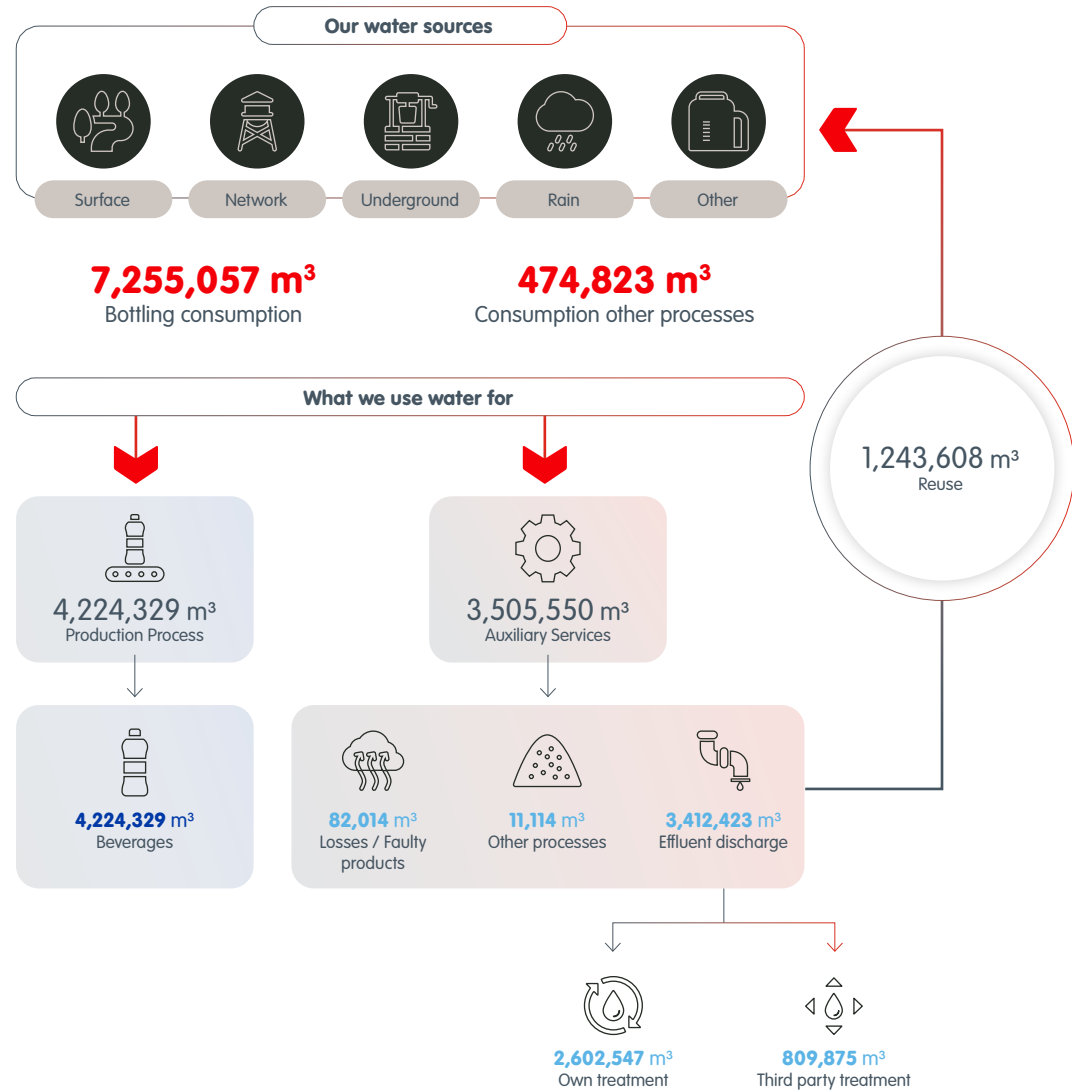 Our water sources
Surface
Network
Underground
Rain
Other
7,255,057 m³
Bottling consumption
474,823 m³
Consumption other processes
What we use water for
1,243,608 m³
Reuse
4,224,329 m³
Production Process
3,505,550 m³
Auxiliary Services
4,224,329 m³
Beverages
82,014 m³
Losses / Faulty
products
11,114 m³
Other processes
3,412,423 m³
Effluent discharge
2,602,547 m³
Own treatment
809,875 m³
Third party treatment